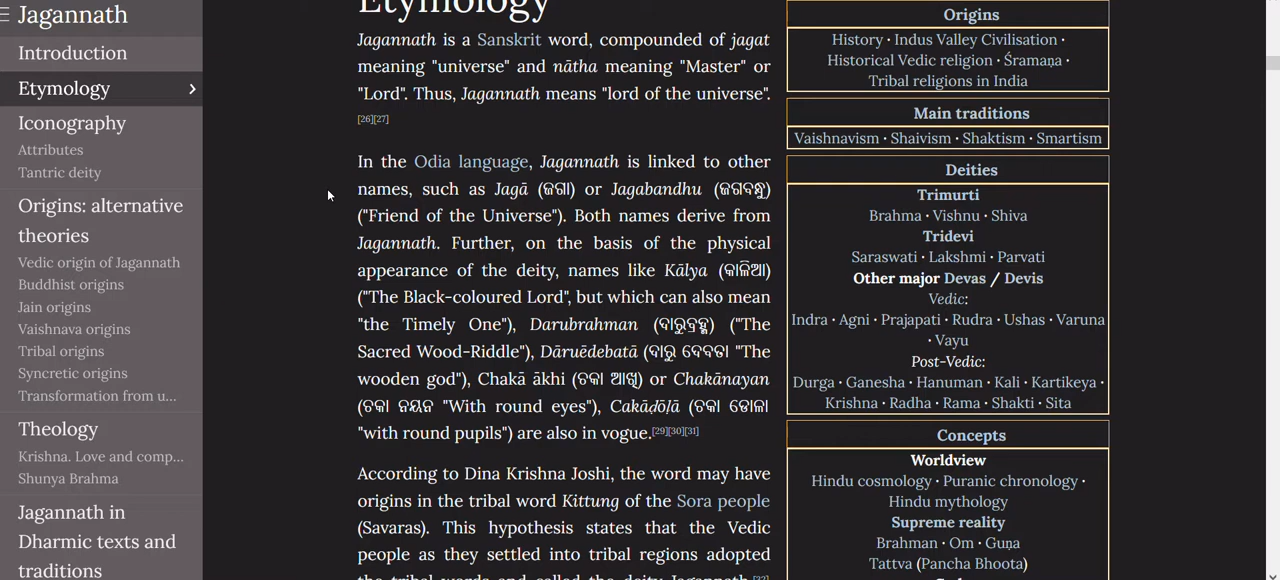 Jagannath
Introduction
Etymology
Iconography
Attributes
Tantric deity
Origins: alternative
theories
Vedic origin of Jagannath
Buddhist origins
Jain origins
Vaishnava origins
Tribal origins
Syncretic origins
Transformation from u...
Theology
Krishna. Love and comp...
Shunya Brahma
Jagannath in
Dharmic texts and
traditions
Etymology
Jagannath is a Sanskrit word, compounded of jagat
meaning "universe" and nātha meaning "Master" or
"Lord". Thus, Jagannath means "lord of the universe".
[26][27]
In the Odia language, Jagannath is linked to other
names, such as Jagā (ଜଗା) or Jagabandhu (ଜଗବନ୍ଧୁ)
("Friend of the Universe"). Both names derive from
Jagannath. Further, on the basis of the physical
appearance of the deity, names like Kālya (କାଳିଆ)
("The Black-coloured Lord", but which can also mean
"the Timely One"), Darubrahman (ଦାରୁବ୍ରହ୍ମ) ("The
Sacred Wood-Riddle"), Dāruēdebatā (ଦାରୁ ଦେବତା "The
wooden god"), Chakā ākhi (ଚକା ଆଖି) or Chakānayan
(ଚକା ନୟନ "With round eyes"), Cakāḍōḷā (ଚକା ଡୋଳା
"with round pupils") are also in vogue.[29][30][31]
According to Dina Krishna Joshi, the word may have
origins in the tribal word Kittung of the Sora people
(Savaras). This hypothesis states that the Vedic
people as they settled into tribal regions adopted
the tribal words and called the deity Jagannath.[32]
Origins
History · Indus Valley Civilisation ·
Historical Vedic religion · Śramaṇa ·
Tribal religions in India
Main traditions
Vaishnavism · Shaivism · Shaktism · Smartism
Deities
Trimurti
Brahma · Vishnu · Shiva
Tridevi
Saraswati · Lakshmi · Parvati
Other major Devas / Devis
Vedic:
Indra · Agni · Prajapati · Rudra · Ushas · Varuna
· Vayu
Post-Vedic:
Durga · Ganesha · Hanuman · Kali · Kartikeya ·
Krishna · Radha · Rama · Shakti · Sita
Concepts
Worldview
Hindu cosmology · Puranic chronology ·
Hindu mythology
Supreme reality
Brahman · Om · Guṇa
Tattva (Pancha Bhoota)